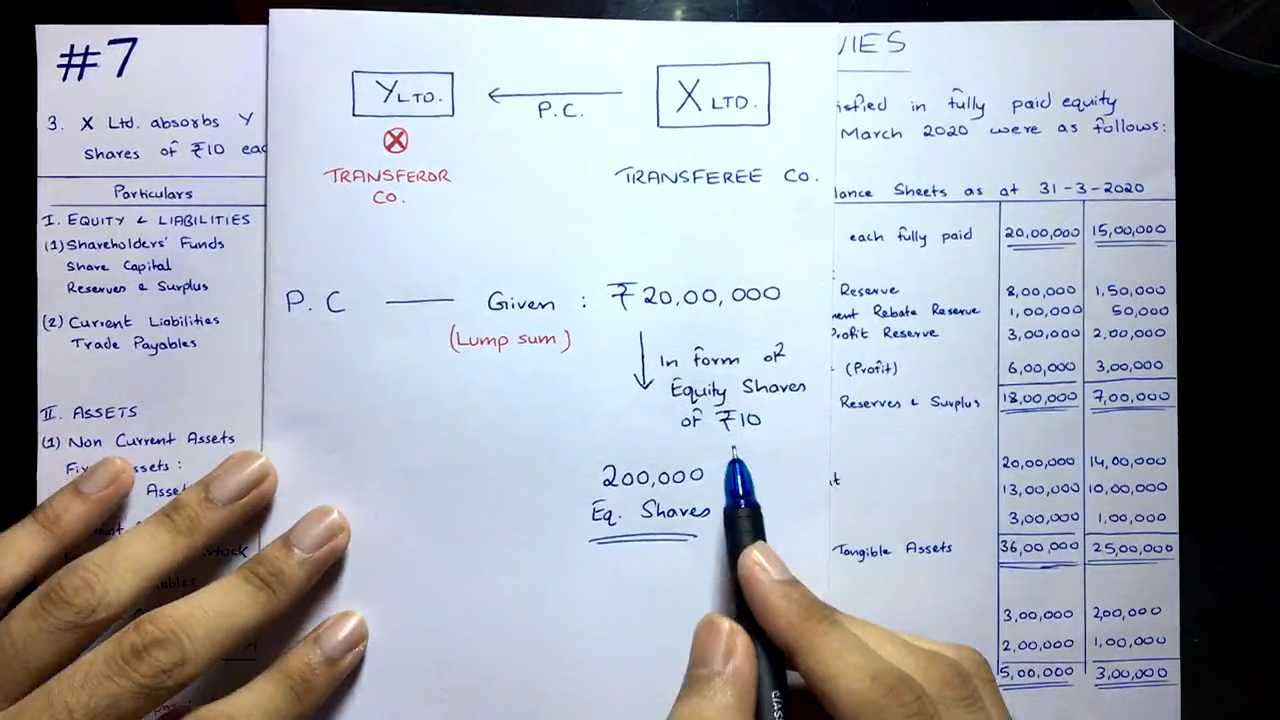 #7
3. X Ltd. absorbs Y
shares of ₹10 eac
Particulars
I. EQUITY & LIABILITIES
(1) Shareholders' Funds
Share Capital
Reserves & Surplus
(2) Current Liabilities
Trade Payables
II. ASSETS
(1) Non Current Assets
Asset
Y LTD.
P.C.
X LTD.
TRANSFEROR
CO.
TRANSFEREE CO.
P.C Given : ₹20,00,000
(Lump sum)
In form of
Equity Shares
of ₹10
200,000
Eq. Shares
NIES
isfied in fully paid equity
March 2020 were as follows:
lance Sheets as at 31-3-2020
each fully paid 20,00,000 15,00,000
Reserve 8,00,000 1,50,000
ment Rebate Reserve 1,00,000 50,000
Profit Reserve 3,00,000 2,00,000
(Profit) 6,00,000 3,00,000
Reserves & Surplus 18,00,000 7,00,000
20,00,000 14,00,000
13,00,000 10,00,000
3,00,000 1,00,000
Tangible Assets 36,00,000 25,00,000
3,00,000 2,00,000
2,00,000 1,00,000
5,00,000 3,00,000